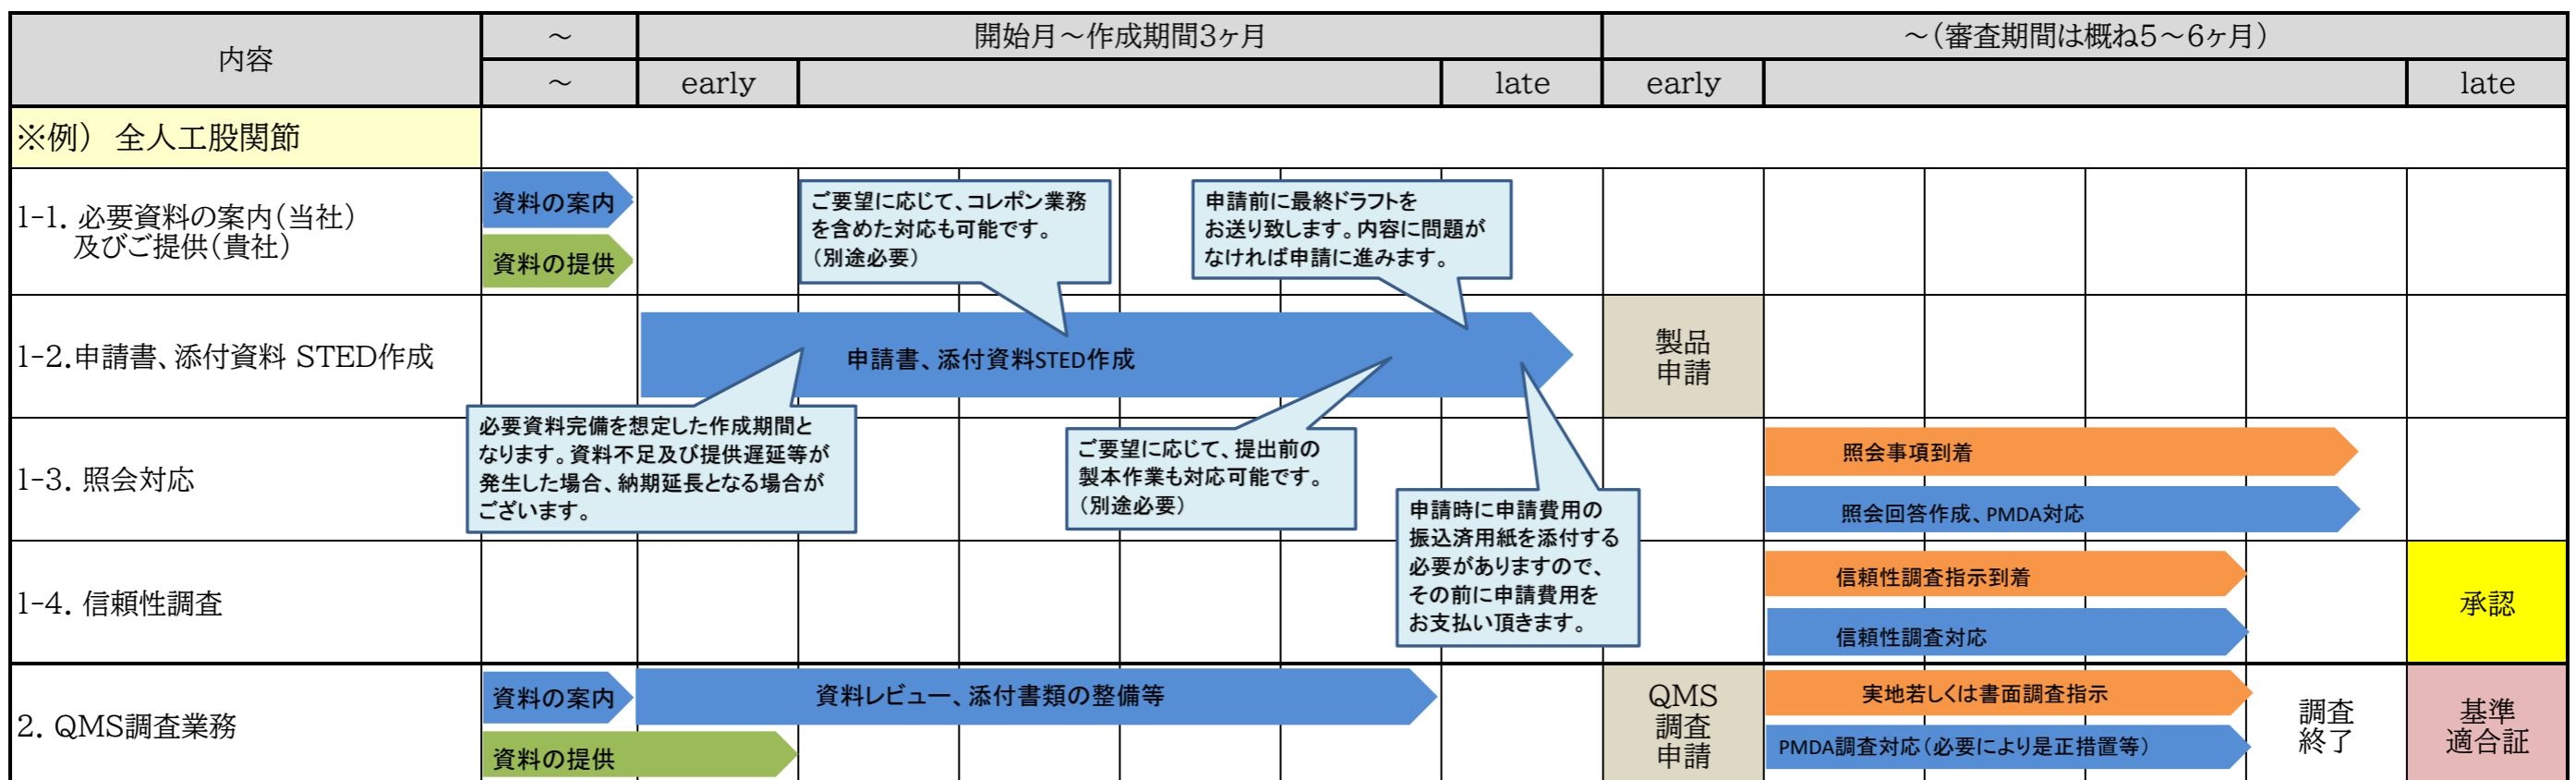 内容
～
開始月～作成期間3ヶ月
～（審査期間は概ね5～6ヶ月）
～
early
late
early
late
※例） 全人工股関節
1-1. 必要資料の案内（当社）
及びご提供（貴社）
資料の案内
資料の提供
ご要望に応じて、コレポン業務
を含めた対応も可能です。
（別途必要）
申請前に最終ドラフトを
お送り致します。内容に問題が
なければ申請に進みます。
1-2.申請書、添付資料 STED作成
申請書、添付資料STED作成
製品
申請
必要資料完備を想定した作成期間と
なります。資料不足及び提供遅延等が
発生した場合、納期延長となる場合が
ございます。
ご要望に応じて、提出前の
製本作業も対応可能です。
（別途必要）
申請時に申請費用の
振込済用紙を添付する
必要がありますので、
その前に申請費用を
お支払い頂きます。
1-3. 照会対応
照会事項到着
照会回答作成、PMDA対応
1-4. 信頼性調査
信頼性調査指示到着
信頼性調査対応
承認
2. QMS調査業務
資料の案内
資料の提供
資料レビュー、添付書類の整備等
QMS
調査
申請
実地若しくは書面調査指示
PMDA調査対応（必要により是正措置等）
調査
終了
基準
適合証